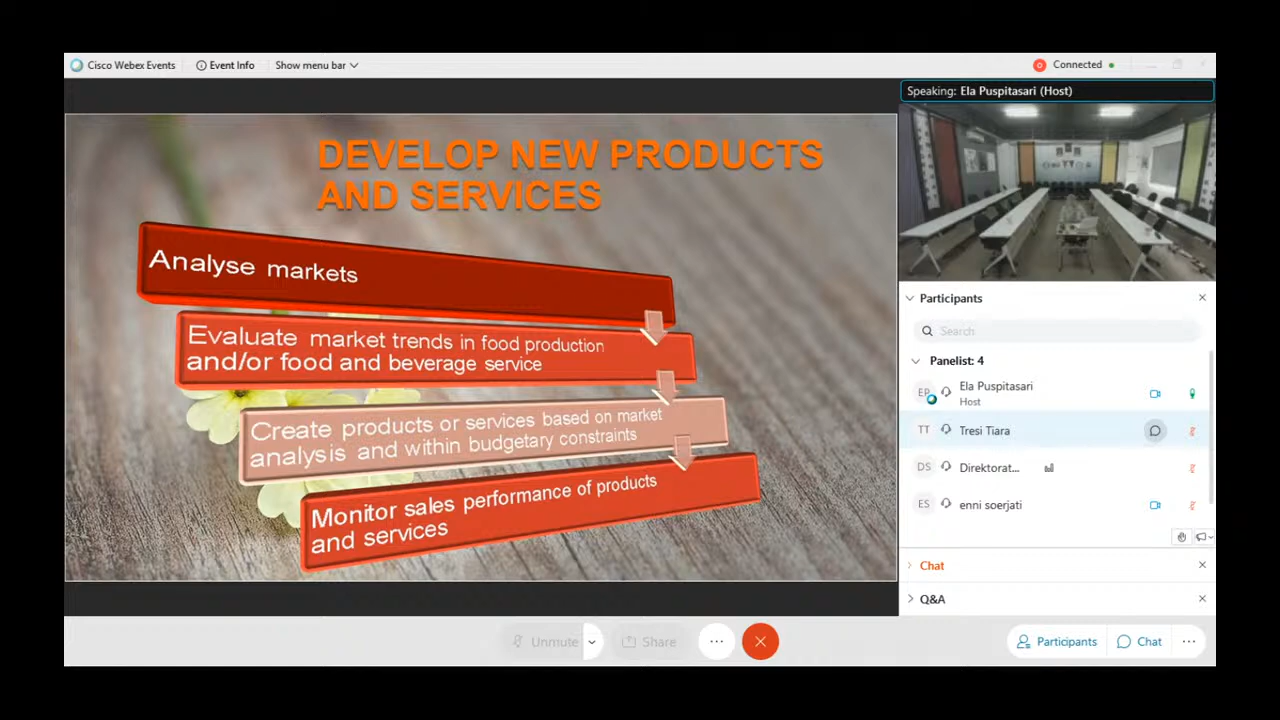 Cisco Webex Events
Event Info
Show menu bar
Connected
Speaking: Ela Puspitasari (Host)
DEVELOP NEW PRODUCTS
AND SERVICES
Analyse markets
Evaluate market trends in food production
and/or food and beverage service
Create products or services based on market
analysis and within budgetary constraints
Monitor sales performance of products
and services
Participants
Search
Panelist: 4
EP
Ela Puspitasari
Host
TT
Tresi Tiara
DS
Direktorat...
ES
enni soerjati
Chat
Q&A
Unmute
Share
Participants
Chat